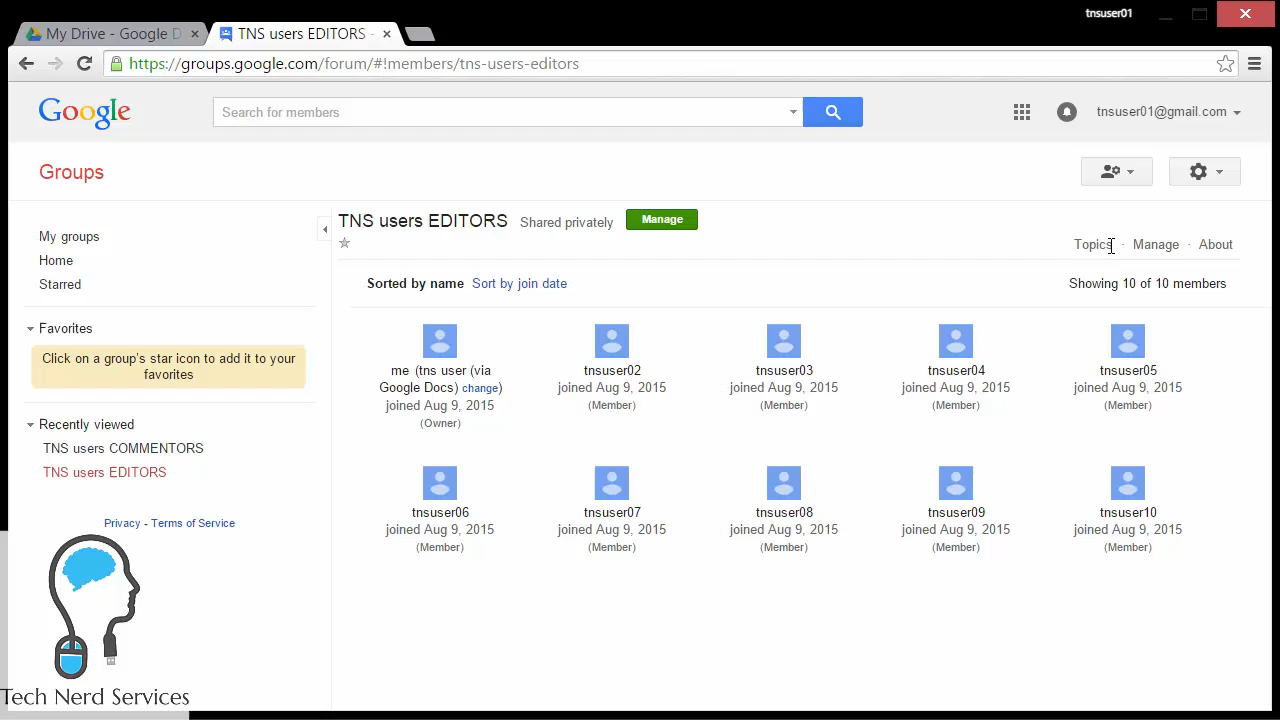 tnsuser01
My Drive - Google D
TNS users EDITORS -
https://groups.google.com/forum/#!members/tns-users-editors
Google
Search for members
tnsuser01@gmail.com
Groups
My groups
Home
Starred
Favorites
Click on a group's star icon to add it to your
favorites
Recently viewed
TNS users COMMENTORS
TNS users EDITORS
Privacy - Terms of Service
Tech Nerd Services
TNS users EDITORS Shared privately Manage
Topics · Manage · About
Sorted by name Sort by join date Showing 10 of 10 members
me (tns user (via
Google Docs) change)
joined Aug 9, 2015
(Owner)
tnsuser02
joined Aug 9, 2015
(Member)
tnsuser03
joined Aug 9, 2015
(Member)
tnsuser04
joined Aug 9, 2015
(Member)
tnsuser05
joined Aug 9, 2015
(Member)
tnsuser06
joined Aug 9, 2015
(Member)
tnsuser07
joined Aug 9, 2015
(Member)
tnsuser08
joined Aug 9, 2015
(Member)
tnsuser09
joined Aug 9, 2015
(Member)
tnsuser10
joined Aug 9, 2015
(Member)